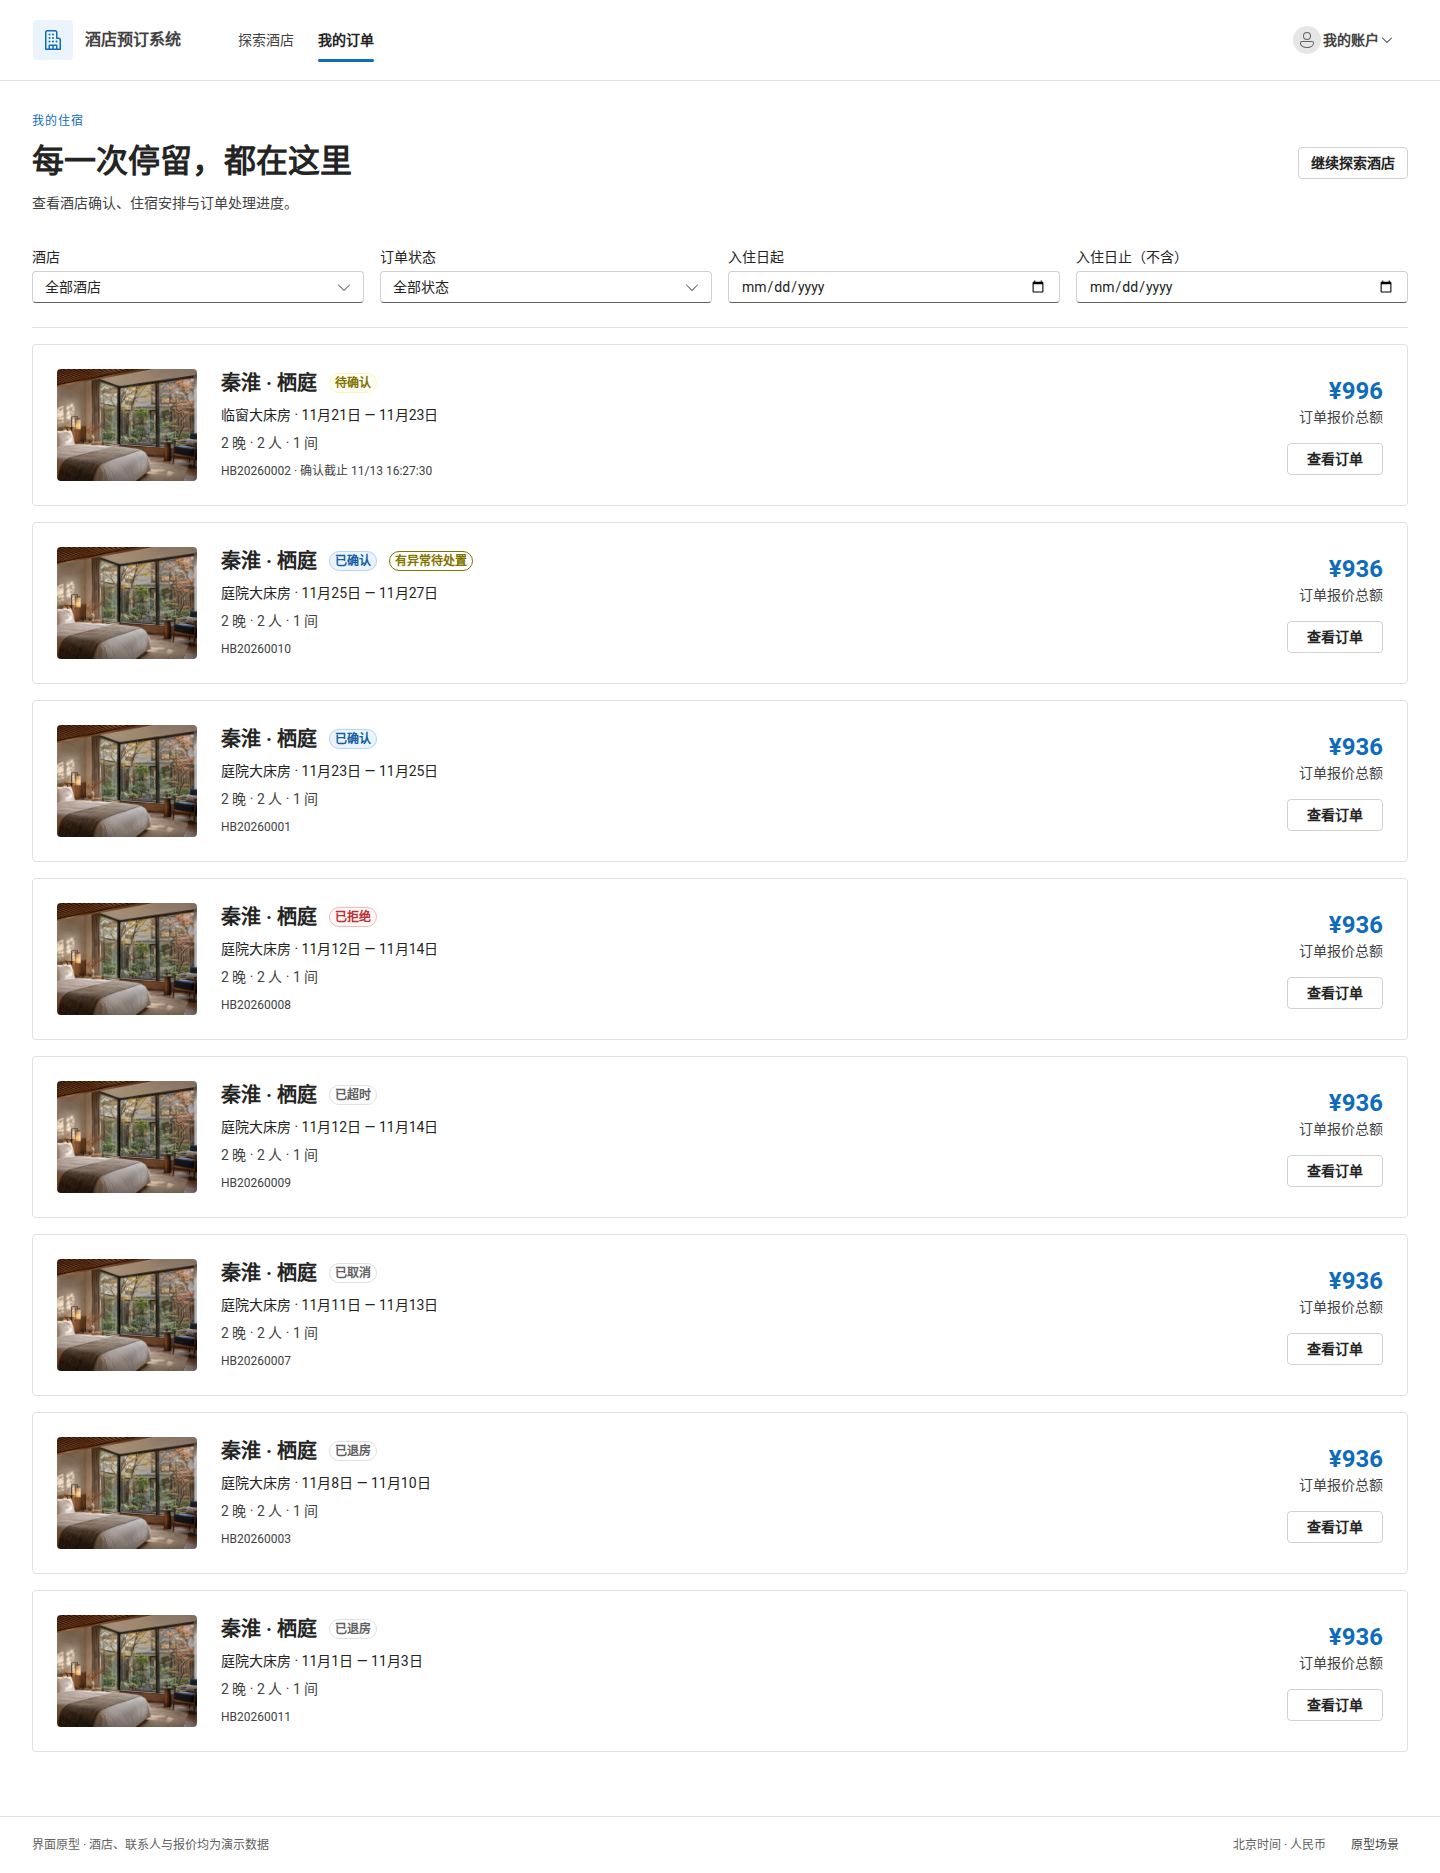 酒店预订系统
探索酒店
我的订单
我的账户
我的住宿
每一次停留，都在这里
查看酒店确认、住宿安排与订单处理进度。
继续探索酒店
酒店
订单状态
入住日起
入住日止（不含）
全部酒店
全部状态
mm/dd/yyyy
mm/dd/yyyy
秦淮 · 栖庭 待确认
临窗大床房 · 11月21日 — 11月23日
2 晚 · 2 人 · 1 间
HB20260002 · 确认截止 11/13 16:27:30
¥996
订单报价总额
查看订单
秦淮 · 栖庭 已确认 有异常待处置
庭院大床房 · 11月25日 — 11月27日
2 晚 · 2 人 · 1 间
HB20260010
¥936
订单报价总额
查看订单
秦淮 · 栖庭 已确认
庭院大床房 · 11月23日 — 11月25日
2 晚 · 2 人 · 1 间
HB20260001
¥936
订单报价总额
查看订单
秦淮 · 栖庭 已拒绝
庭院大床房 · 11月12日 — 11月14日
2 晚 · 2 人 · 1 间
HB20260008
¥936
订单报价总额
查看订单
秦淮 · 栖庭 已超时
庭院大床房 · 11月12日 — 11月14日
2 晚 · 2 人 · 1 间
HB20260009
¥936
订单报价总额
查看订单
秦淮 · 栖庭 已取消
庭院大床房 · 11月11日 — 11月13日
2 晚 · 2 人 · 1 间
HB20260007
¥936
订单报价总额
查看订单
秦淮 · 栖庭 已退房
庭院大床房 · 11月8日 — 11月10日
2 晚 · 2 人 · 1 间
HB20260003
¥936
订单报价总额
查看订单
秦淮 · 栖庭 已退房
庭院大床房 · 11月1日 — 11月3日
2 晚 · 2 人 · 1 间
HB20260011
¥936
订单报价总额
查看订单
界面原型 · 酒店、联系人与报价均为演示数据
北京时间 · 人民币
原型场景